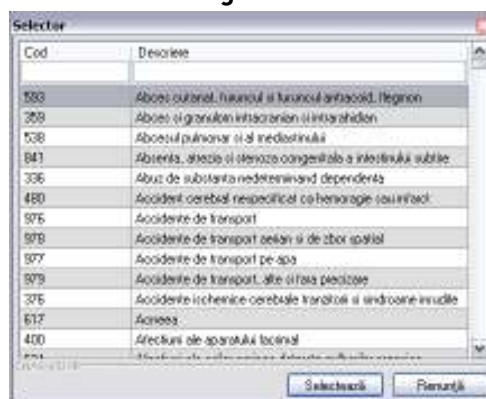 Selector
Cod Descriere
593 Abces cutanat, furuncul si furuncul antracoid, flegmon
359 Abces si granulom intracranian si intrarahidian
538 Abcesul pulmonar si al mediastinului
841 Absenta, atrezia si stenoza congenitala a intestinului subtire
336 Abuz de substanta nedeterminand dependenta
480 Accident cerebral nespecificat ca hemoragie sau infarct
976 Accidente de transport
978 Accidente de transport aerian si de zbor spatial
977 Accidente de transport pe apa
979 Accidente de transport, alte si fara precizare
376 Accidente ischemice cerebrale tranzitorii si sindroame inrudite
617 Acneea
400 Afectiuni ale aparatului lacrimal
Selectează Renunţă